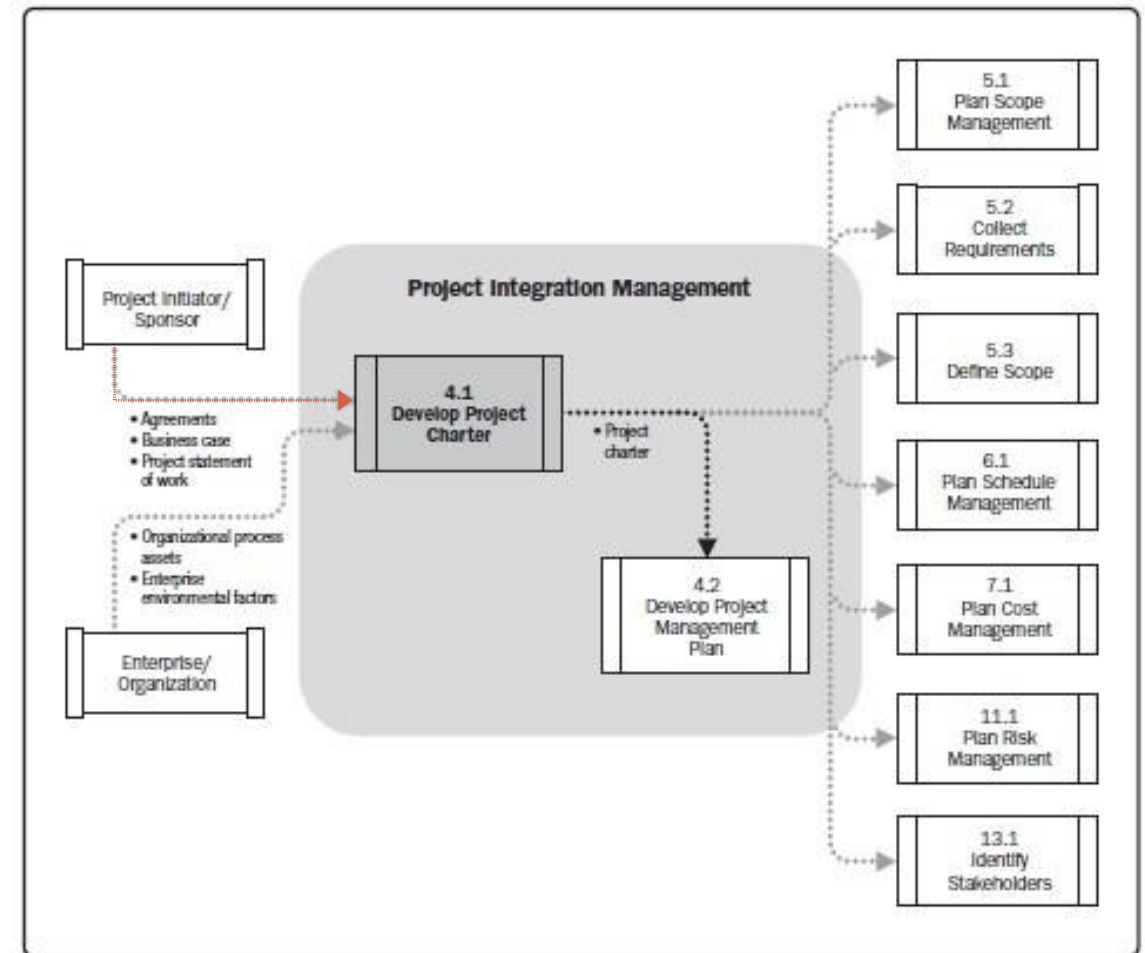 Project Initiator/
Sponsor
• Agreements
• Business case
• Project statement
of work
• Organizational process
assets
• Enterprise
environmental factors
Enterprise/
Organization
Project Integration Management
4.1
Develop Project
Charter
• Project
charter
4.2
Develop Project
Management
Plan
5.1
Plan Scope
Management
5.2
Collect
Requirements
5.3
Define Scope
6.1
Plan Schedule
Management
7.1
Plan Cost
Management
11.1
Plan Risk
Management
13.1
Identify
Stakeholders